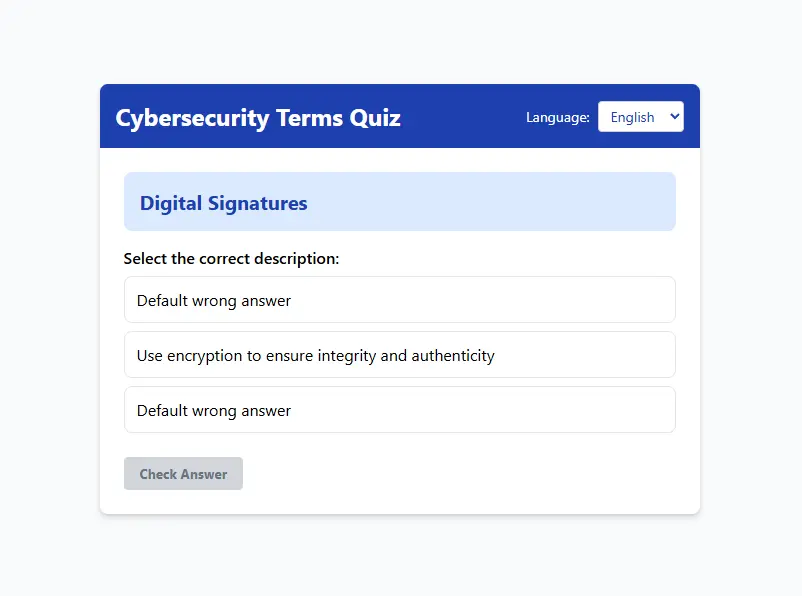 Cybersecurity Terms Quiz
Language: English
Digital Signatures
Select the correct description:
Default wrong answer
Use encryption to ensure integrity and authenticity
Default wrong answer
Check Answer